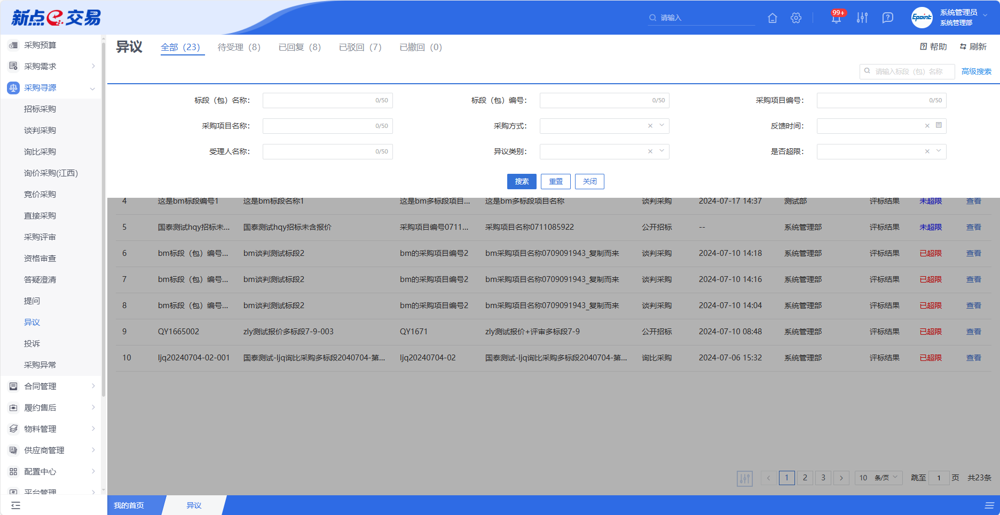 新点e交易
请输入
99+
Epoint
系统管理员
系统管理部
采购预算
采购需求
采购寻源
招标采购
谈判采购
询比采购
询价采购(江西)
竞价采购
直接采购
采购评审
资格审查
答疑澄清
提问
异议
投诉
采购异常
合同管理
履约售后
物料管理
供应商管理
配置中心
平台管理
异议 全部（23） 待受理（8） 已回复（8） 已驳回（7） 已撤回（0） 帮助 刷新
请输入标段（包）名称 高级搜索
标段（包）名称： 0/50 标段（包）编号： 0/50 采购项目编号： 0/50
采购项目名称： 0/50 采购方式： 反馈时间：
受理人名称： 0/50 异议类别： 是否超限：
搜索 重置 关闭
4 这是bm标段编号1 这是bm标段名称1 这是bm多标段项目... 这是bm多标段项目名称 谈判采购 2024-07-17 14:37 测试部 评标结果 未超限 查看
5 国泰测试hqy招标未... 国泰测试hqy招标未含报价 采购项目编号0711... 采购项目名称0711085922 公开招标 -- 系统管理部 评标结果 未超限 查看
6 bm标段（包）编号... bm谈判测试标段2 bm的采购项目编号2 bm采购项目名称0709091943_复制而来 谈判采购 2024-07-10 14:18 系统管理部 评标结果 已超限 查看
7 bm标段（包）编号... bm谈判测试标段2 bm的采购项目编号2 bm采购项目名称0709091943_复制而来 谈判采购 2024-07-10 14:16 系统管理部 评标结果 已超限 查看
8 bm标段（包）编号... bm谈判测试标段2 bm的采购项目编号2 bm采购项目名称0709091943_复制而来 谈判采购 2024-07-10 14:04 系统管理部 评标结果 已超限 查看
9 QY1665002 zly测试报价多标段7-9-003 QY1671 zly测试报价+评审多标段7-9 公开招标 2024-07-10 08:48 系统管理部 评标结果 已超限 查看
10 ljq20240704-02-001 国泰测试-ljq询比采购多标段2040704-第... ljq20240704-02 国泰测试-ljq询比采购多标段2040704-第... 询比采购 2024-07-06 15:32 系统管理部 评标结果 已超限 查看
1 2 3 10 条/页 跳至 1 页 共23条
我的首页 异议